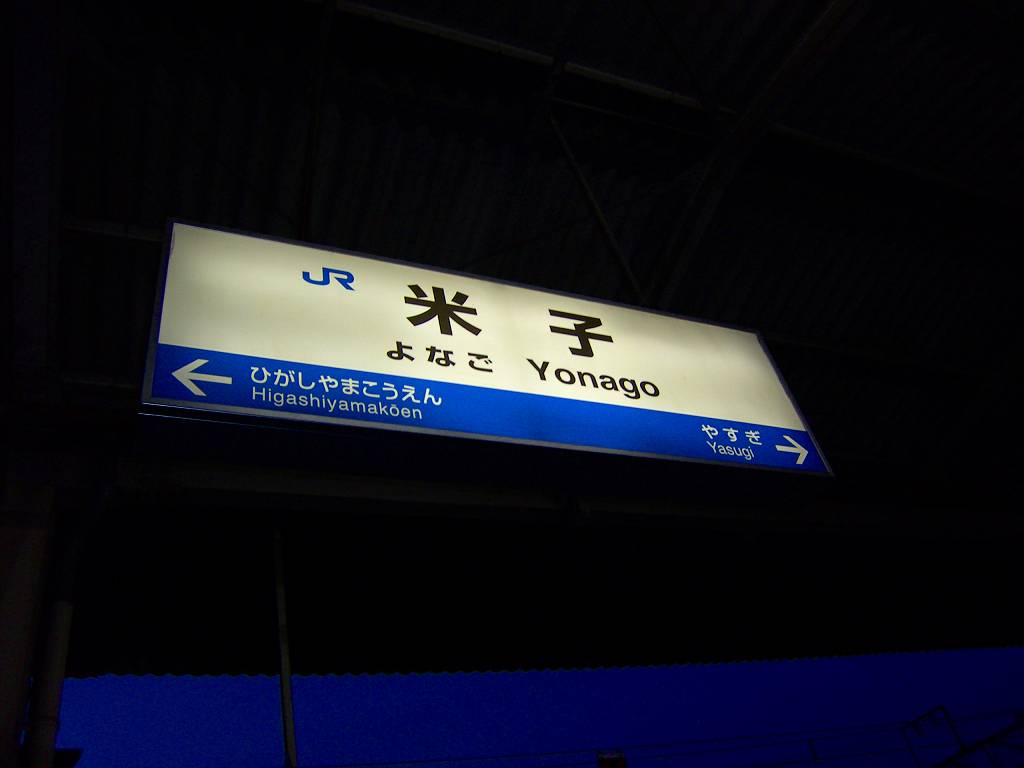 JR 米子
よなご Yonago
ひがしやまこうえん
Higashiyamakōen
やすぎ
Yasugi